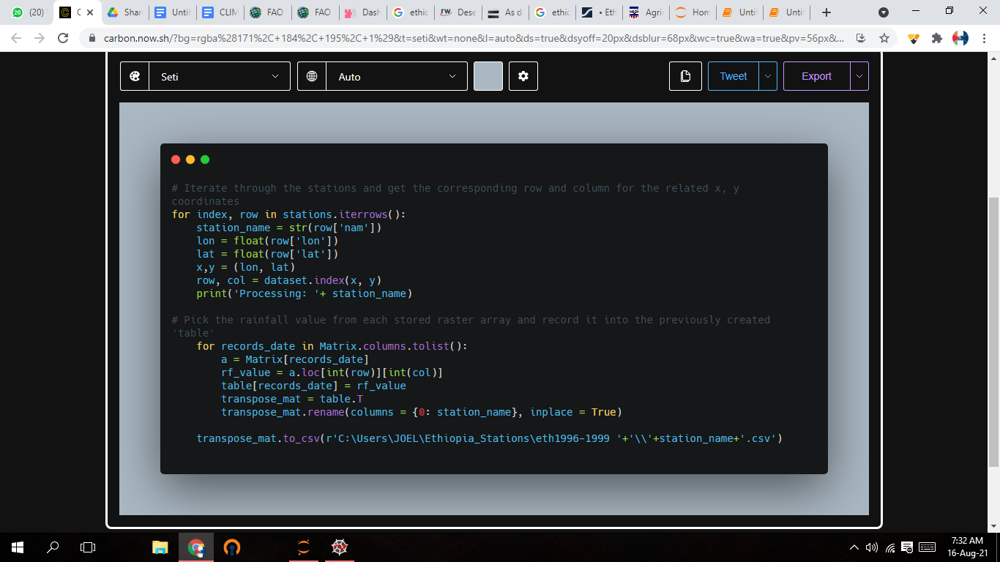 20 (20)
C
Shar
Untit
CLIM
FAO
FAO
Dash
ethic
rw Dese
As d
ethic
• Eth
Agri
Hom
Unti
Unti
carbon.now.sh/?bg=rgba%28171%2C+184%2C+195%2C+1%29&t=seti&wt=none&l=auto&ds=true&dsyoff=20px&dsblur=68px&wc=true&wa=true&pv=56px&...
Seti
Auto
Tweet
Export
# Iterate through the stations and get the corresponding row and column for the related x, y
coordinates
for index, row in stations.iterrows():
    station_name = str(row['nam'])
    lon = float(row['lon'])
    lat = float(row['lat'])
    x,y = (lon, lat)
    row, col = dataset.index(x, y)
    print('Processing: '+ station_name)
# Pick the rainfall value from each stored raster array and record it into the previously created
'table'
    for records_date in Matrix.columns.tolist():
        a = Matrix[records_date]
        rf_value = a.loc[int(row)][int(col)]
        table[records_date] = rf_value
        transpose_mat = table.T
        transpose_mat.rename(columns = {0: station_name}, inplace = True)
    transpose_mat.to_csv(r'C:\Users\JOEL\Ethiopia_Stations\eth1996-1999 '+'\\'+station_name+'.csv')
7:32 AM
16-Aug-21